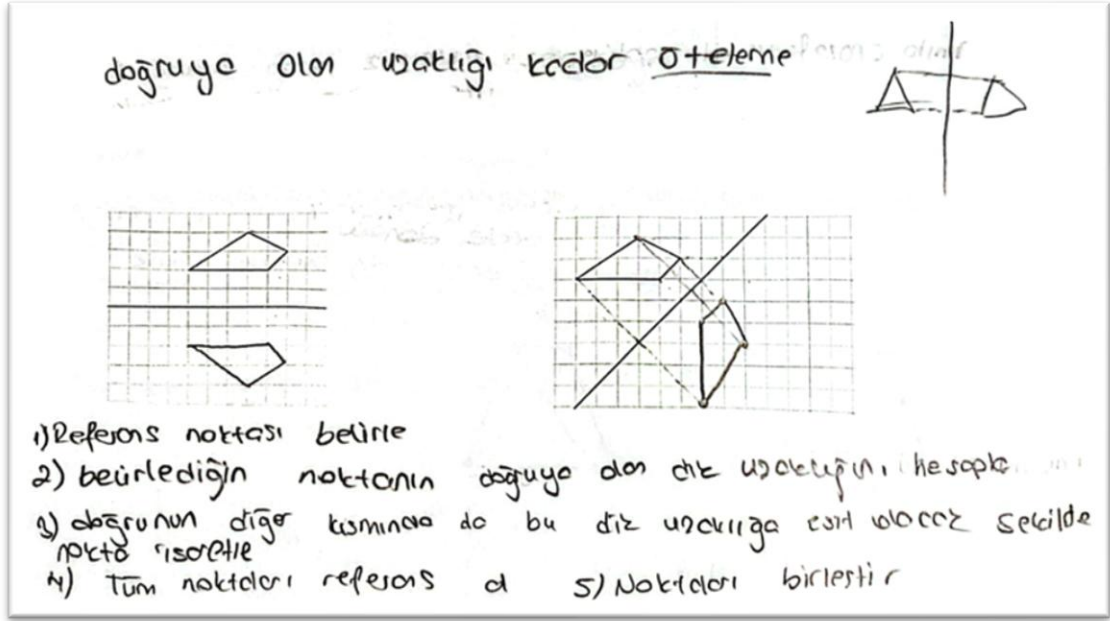 doğruya olan uzaklığı kadar öteleme
1) Referans noktası belirle
2) belirlediğin noktanın doğruya olan dik uzaklığını hesapla
3) doğrunun diğer kısmında da bu dik uzaklığa eşit olacak şekilde
nokta işaretle
4) Tüm noktaları referans al 5) Noktaları birleştir